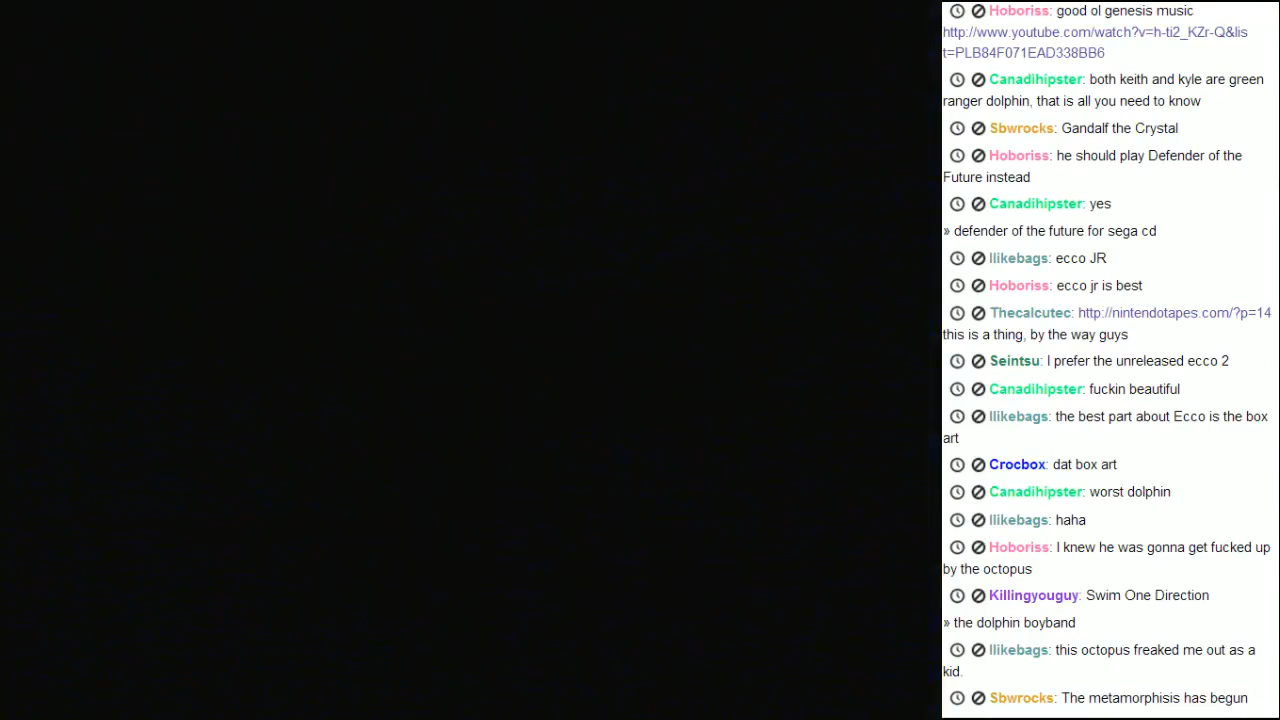 Hoboriss: good ol genesis music
http://www.youtube.com/watch?v=h-ti2_KZr-Q&lis
t=PLB84F071EAD338BB6
Canadihipster: both keith and kyle are green
ranger dolphin, that is all you need to know
Sbwrocks: Gandalf the Crystal
Hoboriss: he should play Defender of the
Future instead
Canadihipster: yes
» defender of the future for sega cd
Ilikebags: ecco JR
Hoboriss: ecco jr is best
Thecalcutec: http://nintendotapes.com/?p=14
this is a thing, by the way guys
Seintsu: I prefer the unreleased ecco 2
Canadihipster: fuckin beautiful
Ilikebags: the best part about Ecco is the box
art
Crocbox: dat box art
Canadihipster: worst dolphin
Ilikebags: haha
Hoboriss: I knew he was gonna get fucked up
by the octopus
Killingyouguy: Swim One Direction
» the dolphin boyband
Ilikebags: this octopus freaked me out as a
kid.
Sbwrocks: The metamorphisis has begun